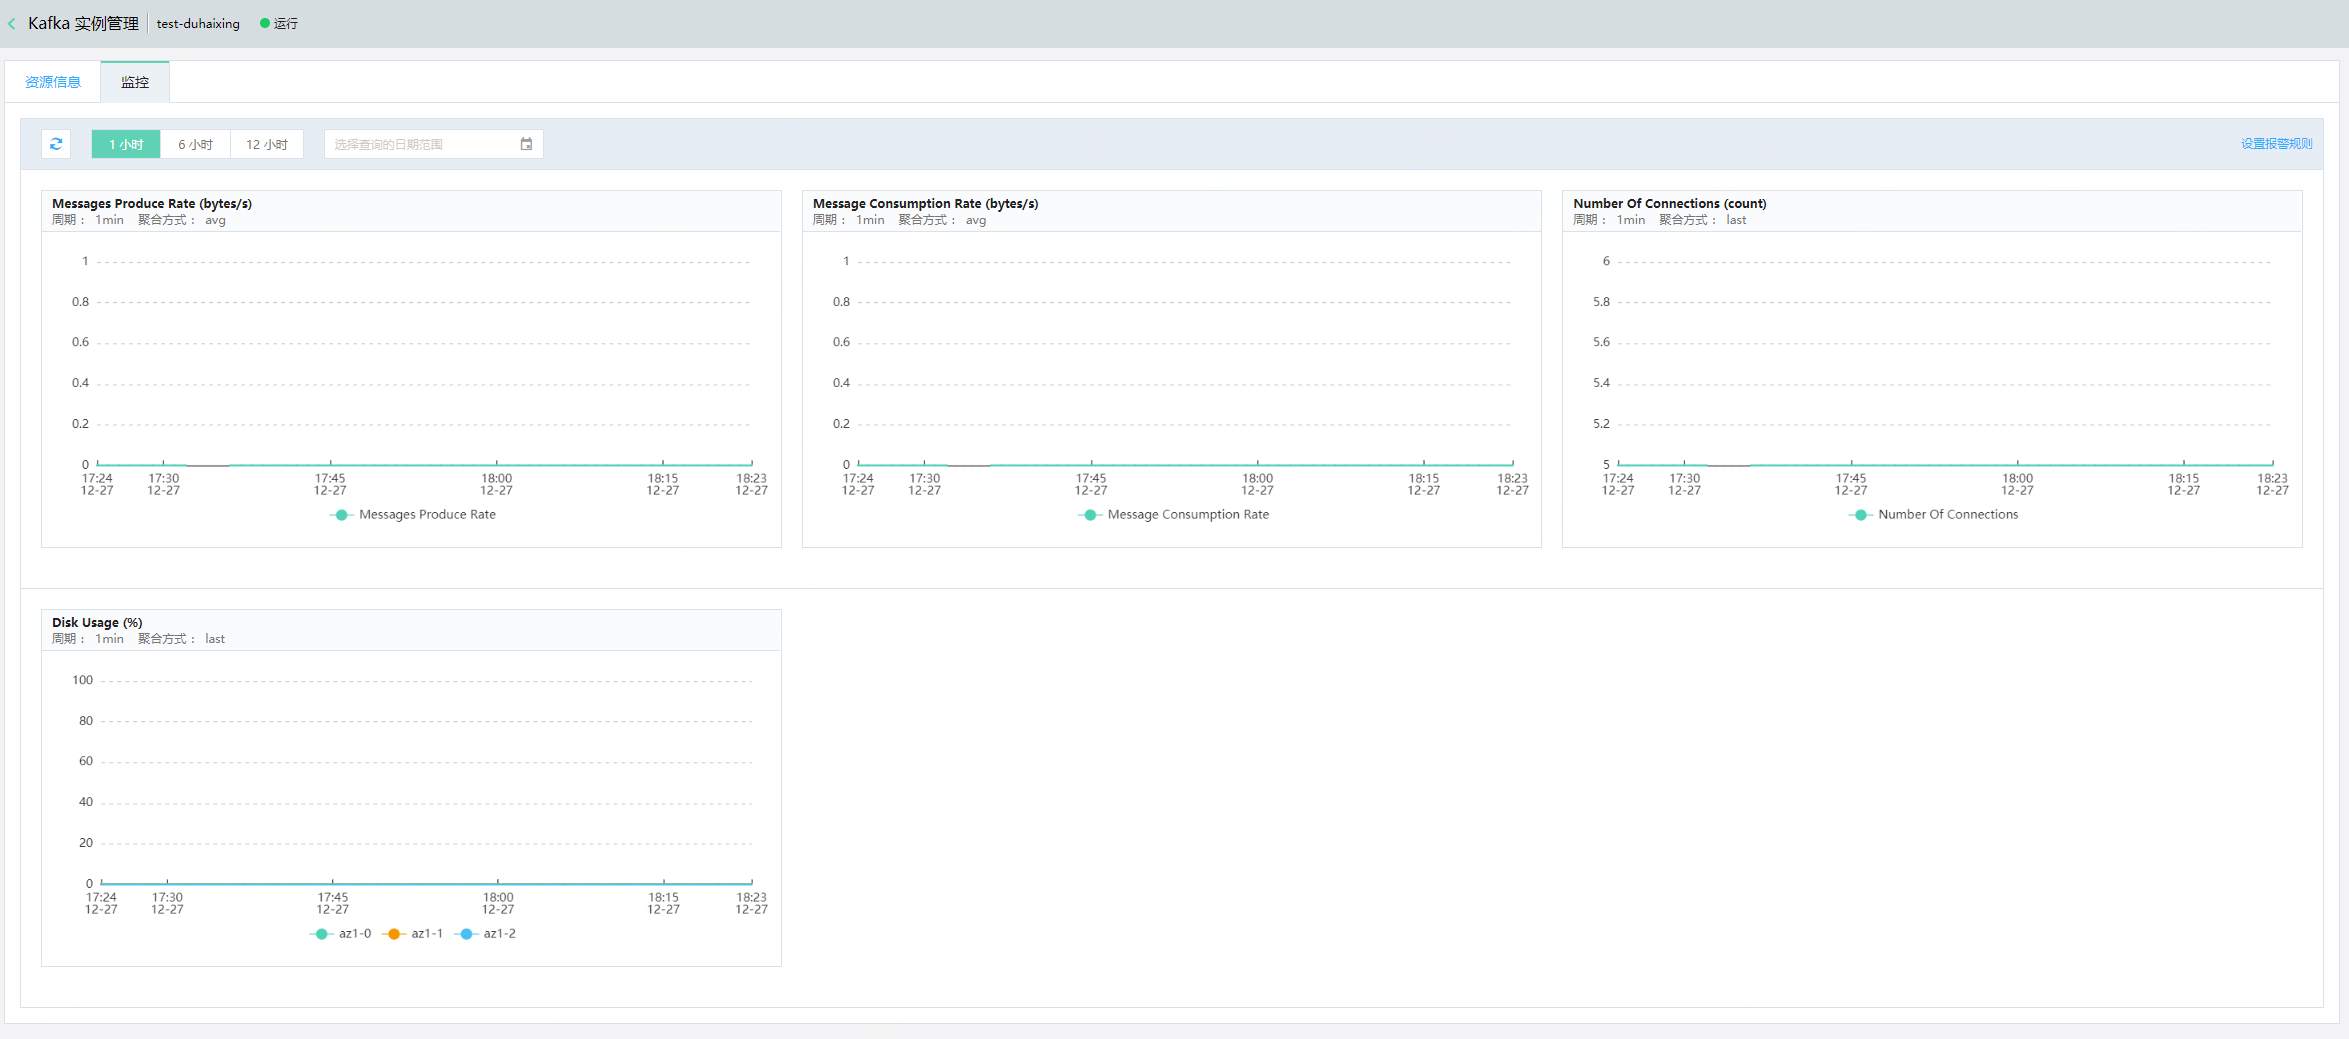 Kafka 实例管理 test-duhaixing 运行
资源信息 监控
1 小时 6 小时 12 小时 选择查询的日期范围 设置报警规则
Messages Produce Rate (bytes/s)
周期： 1min 聚合方式： avg
1
0.8
0.6
0.4
0.2
0
17:24 17:30 17:45 18:00 18:15 18:23
12-27 12-27 12-27 12-27 12-27 12-27
Messages Produce Rate
Message Consumption Rate (bytes/s)
周期： 1min 聚合方式： avg
1
0.8
0.6
0.4
0.2
0
17:24 17:30 17:45 18:00 18:15 18:23
12-27 12-27 12-27 12-27 12-27 12-27
Message Consumption Rate
Number Of Connections (count)
周期： 1min 聚合方式： last
6
5.8
5.6
5.4
5.2
5
17:24 17:30 17:45 18:00 18:15 18:23
12-27 12-27 12-27 12-27 12-27 12-27
Number Of Connections
Disk Usage (%)
周期： 1min 聚合方式： last
100
80
60
40
20
0
17:24 17:30 17:45 18:00 18:15 18:23
12-27 12-27 12-27 12-27 12-27 12-27
az1-0 az1-1 az1-2